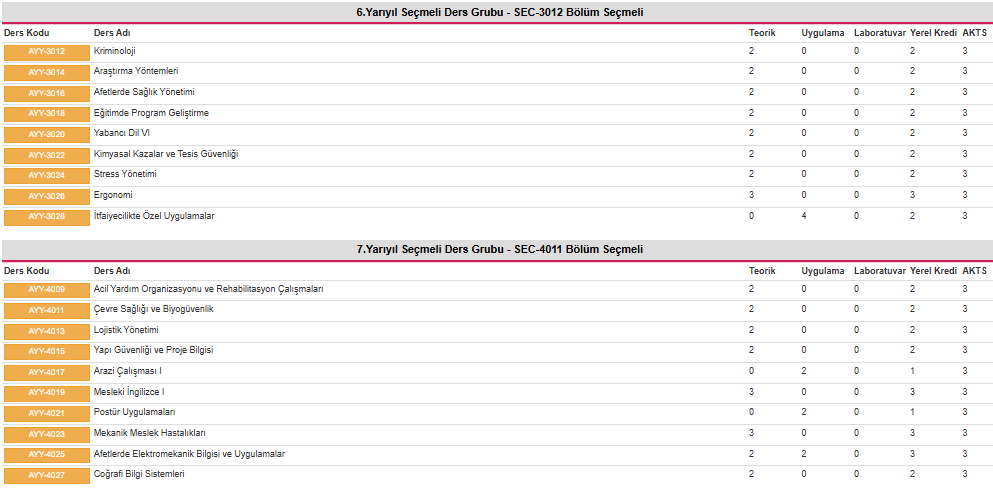 6.Yarıyıl Seçmeli Ders Grubu - SEC-3012 Bölüm Seçmeli
Ders Kodu Ders Adı Teorik Uygulama Laboratuvar Yerel Kredi AKTS
AYY-3012 Kriminoloji 2 0 0 2 3
AYY-3014 Araştırma Yöntemleri 2 0 0 2 3
AYY-3016 Afetlerde Sağlık Yönetimi 2 0 0 2 3
AYY-3018 Eğitimde Program Geliştirme 2 0 0 2 3
AYY-3020 Yabancı Dil VI 2 0 0 2 3
AYY-3022 Kimyasal Kazalar ve Tesis Güvenliği 2 0 0 2 3
AYY-3024 Stress Yönetimi 2 0 0 2 3
AYY-3026 Ergonomi 3 0 0 3 3
AYY-3028 İtfaiyecilikte Özel Uygulamalar 0 4 0 2 3
7.Yarıyıl Seçmeli Ders Grubu - SEC-4011 Bölüm Seçmeli
Ders Kodu Ders Adı Teorik Uygulama Laboratuvar Yerel Kredi AKTS
AYY-4009 Acil Yardım Organizasyonu ve Rehabilitasyon Çalışmaları 2 0 0 2 3
AYY-4011 Çevre Sağlığı ve Biyogüvenlik 2 0 0 2 3
AYY-4013 Lojistik Yönetimi 2 0 0 2 3
AYY-4015 Yapı Güvenliği ve Proje Bilgisi 2 0 0 2 3
AYY-4017 Arazi Çalışması I 0 2 0 1 3
AYY-4019 Mesleki İngilizce I 3 0 0 3 3
AYY-4021 Postür Uygulamaları 0 2 0 1 3
AYY-4023 Mekanik Meslek Hastalıkları 3 0 0 3 3
AYY-4025 Afetlerde Elektromekanik Bilgisi ve Uygulamalar 2 2 0 3 3
AYY-4027 Coğrafi Bilgi Sistemleri 2 0 0 2 3